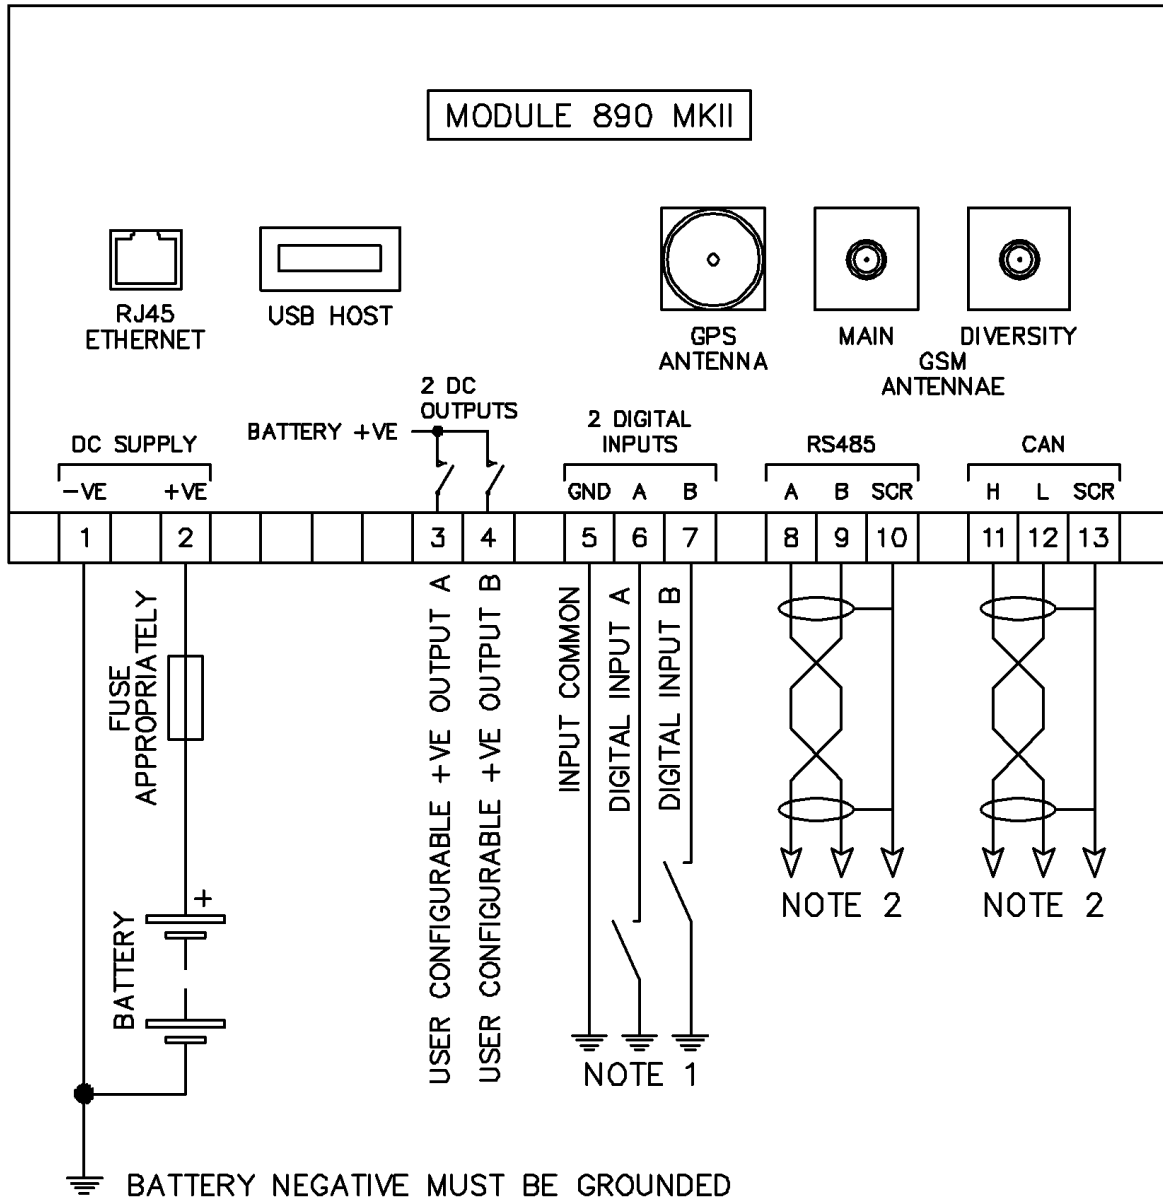 MODULE 890 MKII
RJ45
ETHERNET
USB HOST
GPS
ANTENNA
MAIN
DIVERSITY
GSM
ANTENNAE
2 DC
OUTPUTS
BATTERY +VE
DC SUPPLY
-VE +VE
2 DIGITAL
INPUTS
GND A B
RS485
A B SCR
CAN
H L SCR
1 2 3 4 5 6 7 8 9 10 11 12 13
FUSE
APPROPRIATELY
+
BATTERY
USER CONFIGURABLE +VE OUTPUT A
USER CONFIGURABLE +VE OUTPUT B
INPUT COMMON
DIGITAL INPUT A
DIGITAL INPUT B
NOTE 1
NOTE 2
NOTE 2
BATTERY NEGATIVE MUST BE GROUNDED